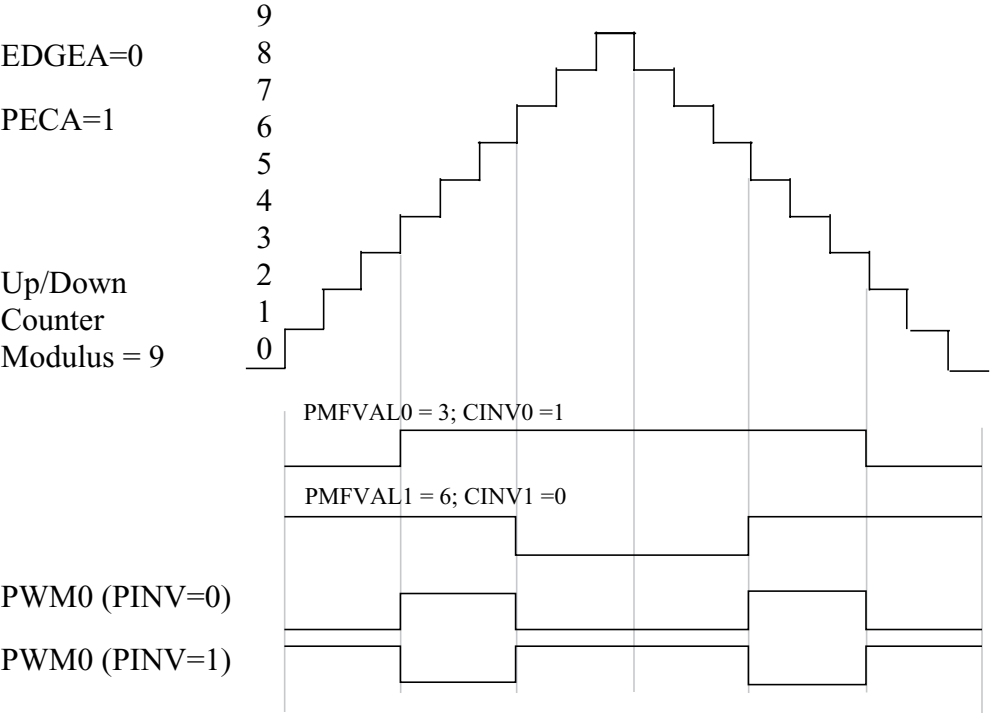 9
EDGEA=0
8
7
PECA=1
6
5
4
3
Up/Down
2
Counter
1
Modulus = 9
0
PMFVAL0 = 3; CINV0 =1
PMFVAL1 = 6; CINV1 =0
PWM0 (PINV=0)
PWM0 (PINV=1)